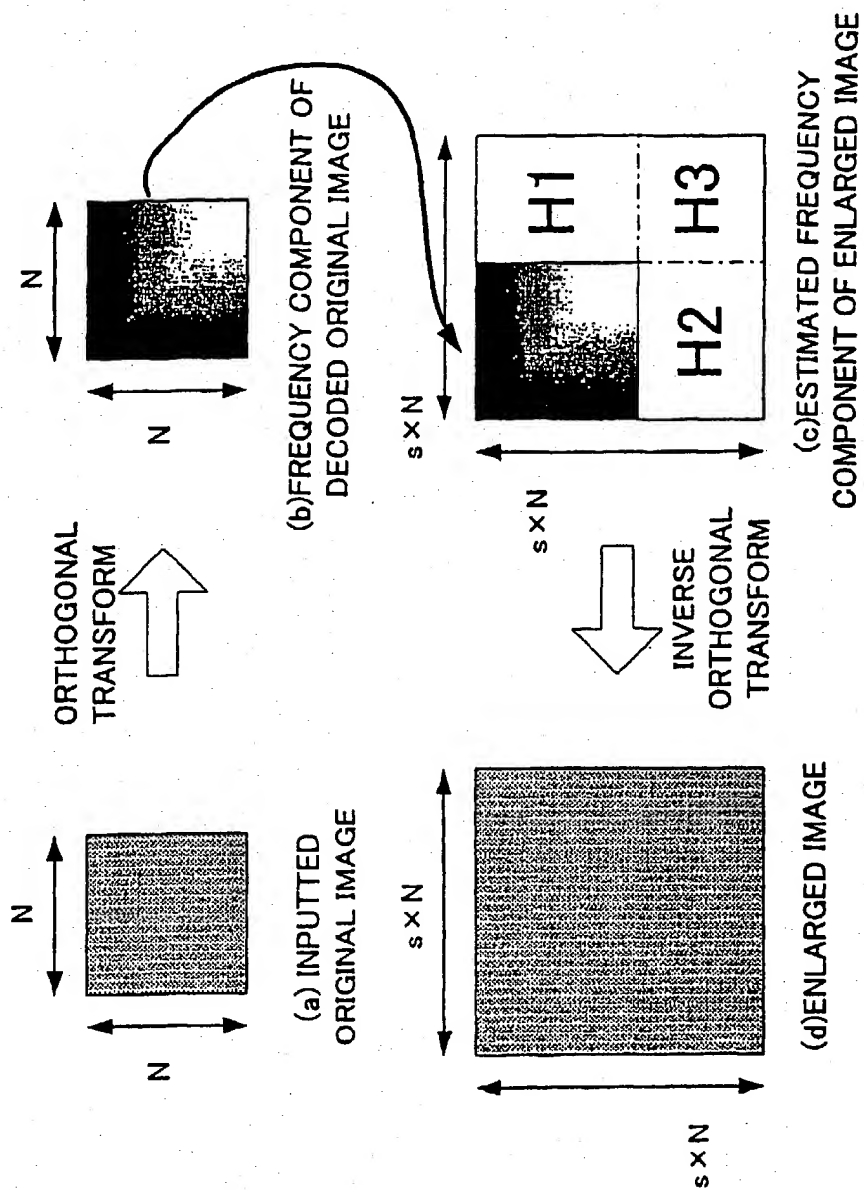 N
N
(a) INPUTTED
ORIGINAL IMAGE
ORTHOGONAL
TRANSFORM
N
N
(b)FREQUENCY COMPONENT OF
DECODED ORIGINAL IMAGE
s×N
s×N
H1
H2
H3
(c)ESTIMATED FREQUENCY
COMPONENT OF ENLARGED IMAGE
INVERSE
ORTHOGONAL
TRANSFORM
s×N
s×N
(d)ENLARGED IMAGE